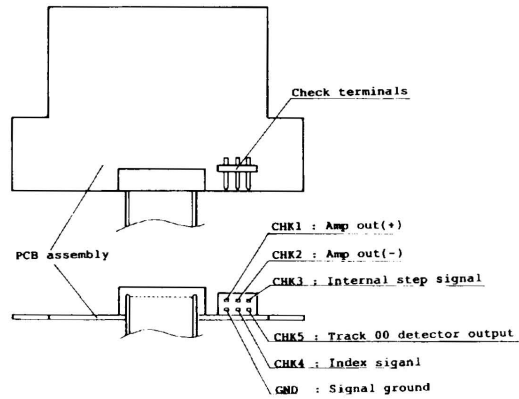 Check terminals
CHK1 : Amp out(+)
CHK2 : Amp out(-)
PCB assembly
CHK3 : Internal step signal
CHK5 : Track 00 detector output
CHK4 : Index siganl
GND : Signal ground